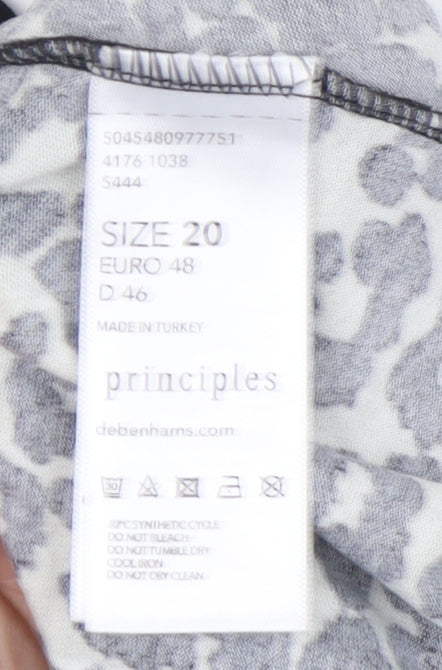 5045480977751
4176 1038
5444
SIZE 20
EURO 48
D 46
MADE IN TURKEY
principles
debenhams.com
30
30°C SYNTHETIC CYCLE
DO NOT BLEACH
DO NOT TUMBLE DRY
COOL IRON
DO NOT DRY CLEAN